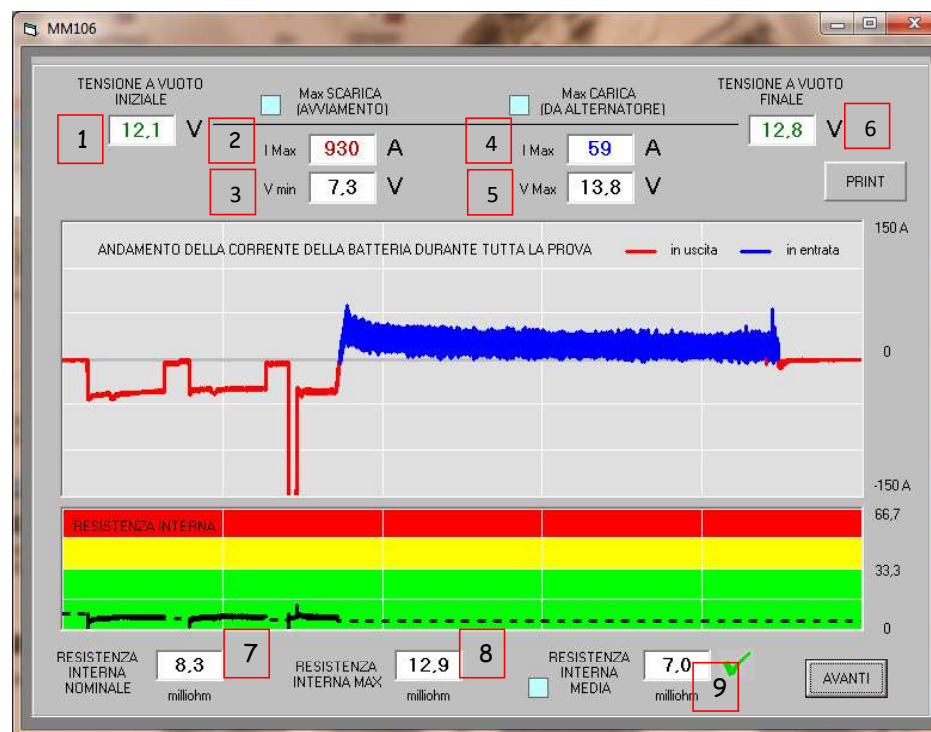 MM106
TENSIONE A VUOTO
INIZIALE
1
12,1 V
Max SCARICA
(AVVIAMENTO)
2
I Max 930 A
3
V min 7,3 V
Max CARICA
(DA ALTERNATORE)
4
I Max 59 A
5
V Max 13,8 V
TENSIONE A VUOTO
FINALE
12,8 V
6
PRINT
ANDAMENTO DELLA CORRENTE DELLA BATTERIA DURANTE TUTTA LA PROVA
in uscita
in entrata
150 A
0
-150 A
RESISTENZA INTERNA
66,7
33,3
0
RESISTENZA
INTERNA
NOMINALE
8,3
milliohm
7
RESISTENZA
INTERNA MAX
12,9
milliohm
8
RESISTENZA
INTERNA
MEDIA
7,0
milliohm
9
AVANTI